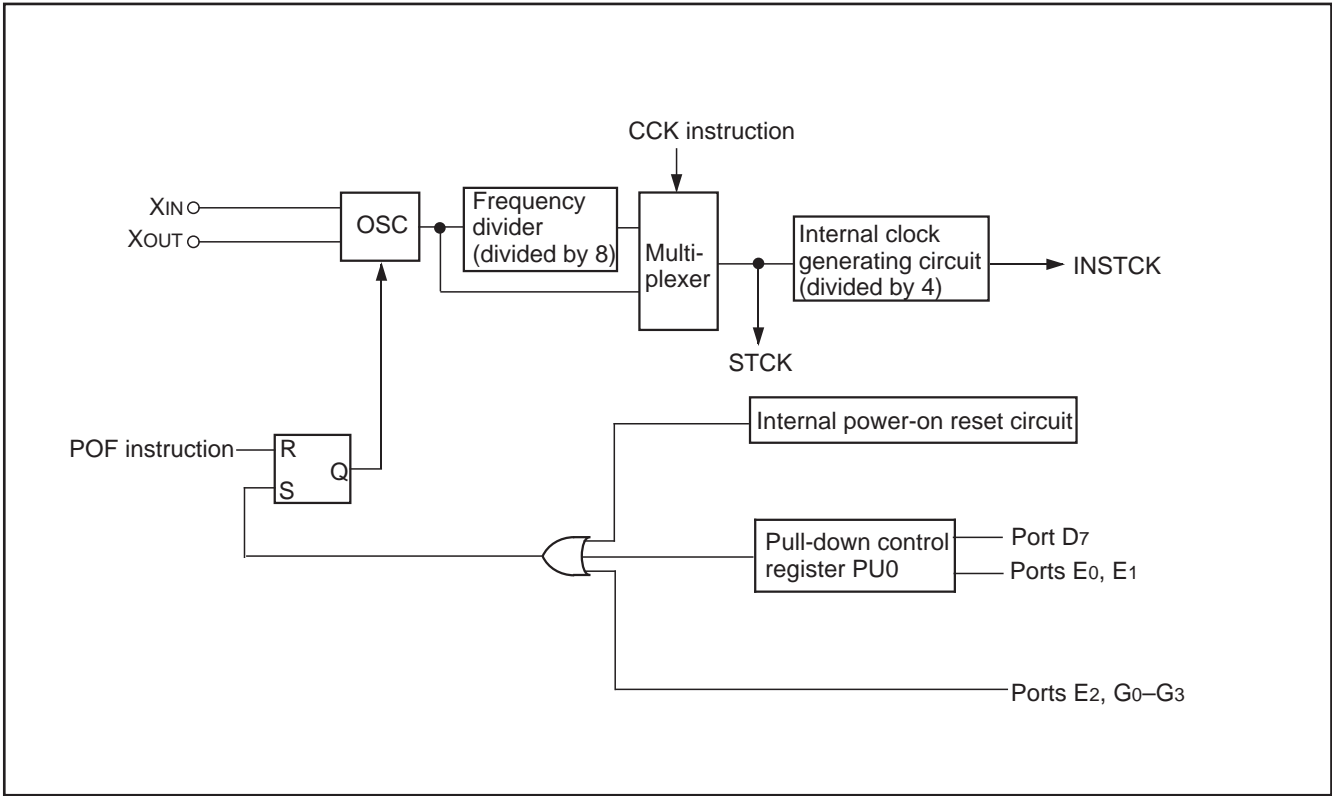 CCK instruction
XIN
XOUT
OSC
Frequency
divider
(divided by 8)
Multi-
plexer
Internal clock
generating circuit
(divided by 4)
INSTCK
STCK
Internal power-on reset circuit
POF instruction
R
S
Q
Pull-down control
register PU0
Port D7
Ports E0, E1
Ports E2, G0–G3